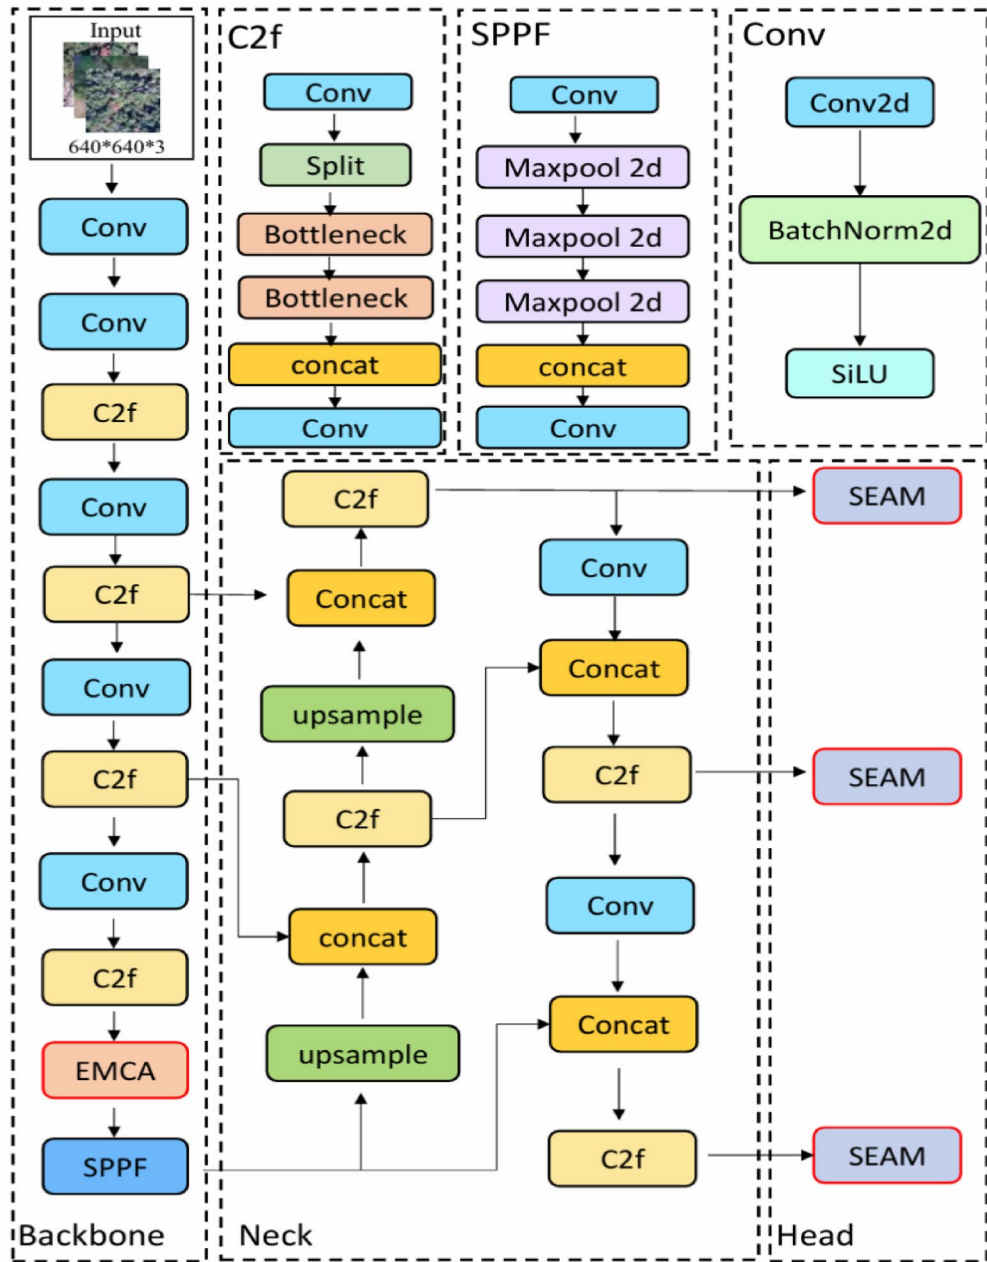 Input
640*640*3
Conv
Conv
C2f
Conv
C2f
Conv
C2f
Conv
C2f
EMCA
SPPF
Backbone
C2f
Conv
Split
Bottleneck
Bottleneck
concat
Conv
SPPF
Conv
Maxpool 2d
Maxpool 2d
Maxpool 2d
concat
Conv
Conv
Conv2d
BatchNorm2d
SiLU
C2f
Concat
upsample
C2f
concat
upsample
Conv
Concat
C2f
Conv
Concat
C2f
Neck
SEAM
SEAM
SEAM
Head